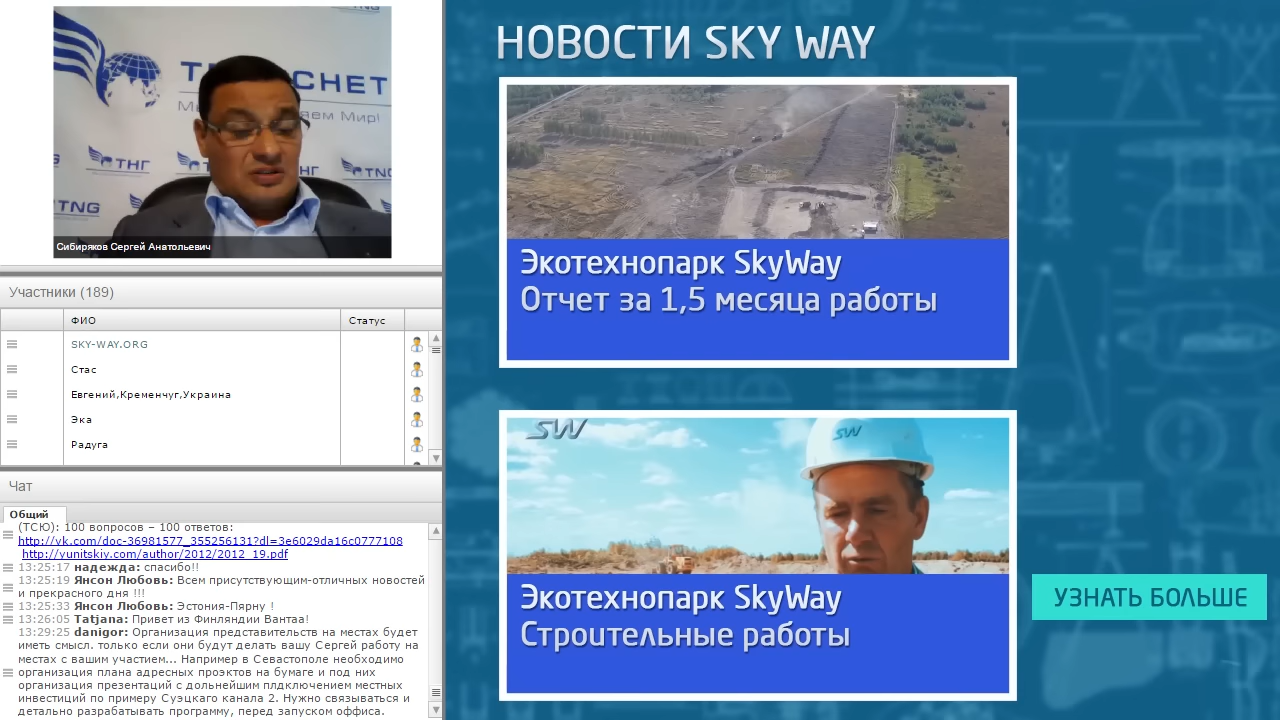 ТНГ
TNG
TNG
Сибиряков Сергей Анатольевич
Участники (189)
ФИО
Статус
SKY-WAY.ORG
Стас
Евгений,Кременчуг,Украина
Эка
Радуга
Чат
Общий
(ТСЮ): 100 вопросов – 100 ответов:
http://vk.com/doc-36981577_355256131?dl=3e6029da16c0777108
http://yunitskiy.com/author/2012/2012_19.pdf
13:25:17 надежда: спасибо!!
13:25:19 Янсон Любовь: Всем присутствующим-отличных новостей
и прекрасного дня !!!
13:25:33 Янсон Любовь: Эстония-Пярну !
13:26:05 Tatjana: Привет из Финляндии Вантаа!
13:29:25 danigor: Организация представительств на местах будет
иметь смысл. только если они будут делать вашу Сергей работу на
местах с вашим участием... Например в Севастополе необходимо
организация плана адресных проэктов на бумаге и под них
организация презентаций с дольнейшим плдключением местных
инвестиций по примеру Суэцкаго канала 2. Нужно связываться и
детально разрабатывать программу, перед запуском оффиса.
НОВОСТИ SKY WAY
Экотехнопарк SkyWay
Отчет за 1,5 месяца работы
SW
SW
Экотехнопарк SkyWay
Строительные работы
УЗНАТЬ БОЛЬШЕ